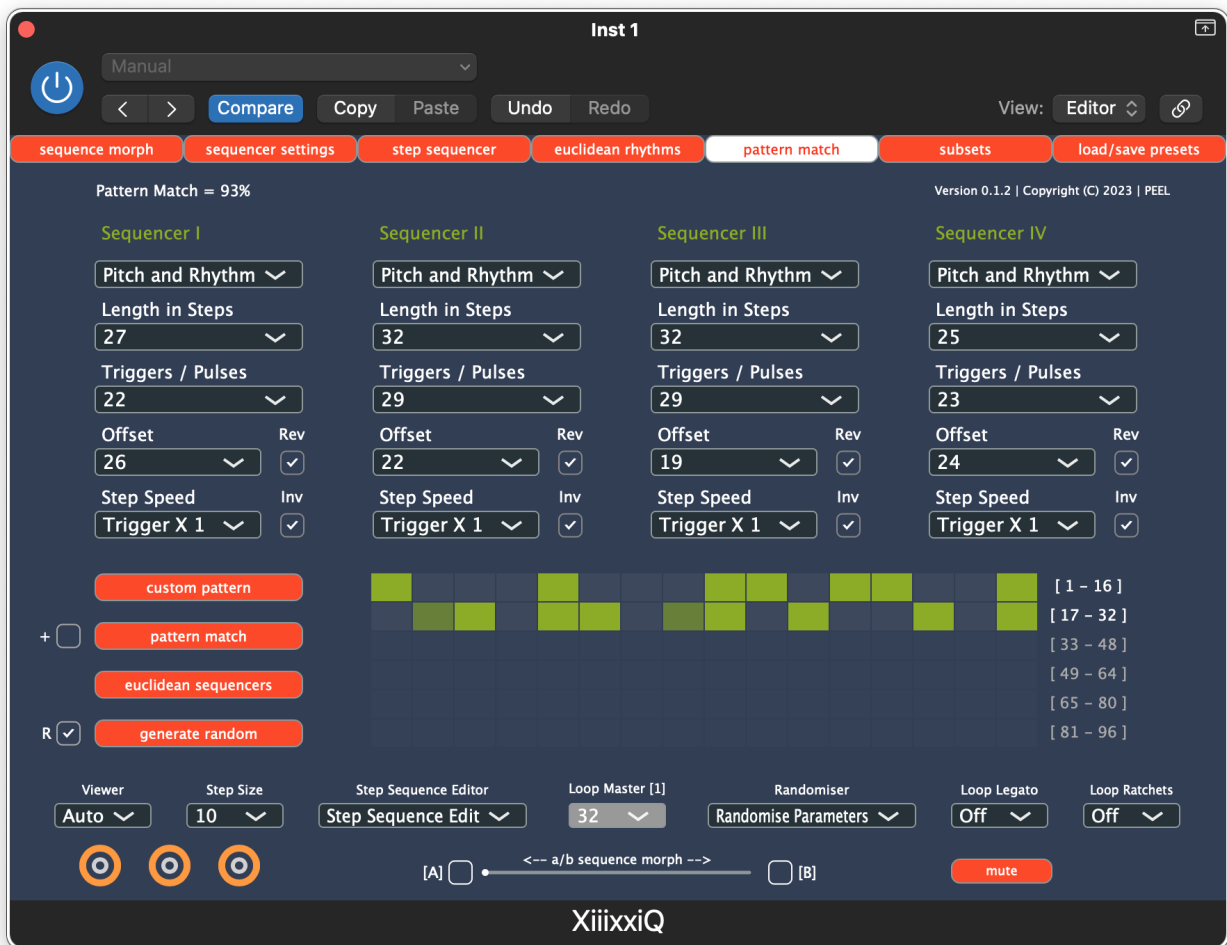 Inst 1
Manual
Compare Copy Paste Undo Redo View: Editor
sequence morph sequencer settings step sequencer euclidean rhythms pattern match subsets load/save presets
Pattern Match = 93% Version 0.1.2 | Copyright (C) 2023 | PEEL
Sequencer I Sequencer II Sequencer III Sequencer IV
Pitch and Rhythm Pitch and Rhythm Pitch and Rhythm Pitch and Rhythm
Length in Steps Length in Steps Length in Steps Length in Steps
27 32 32 25
Triggers / Pulses Triggers / Pulses Triggers / Pulses Triggers / Pulses
22 29 29 23
Offset Rev Offset Rev Offset Rev Offset Rev
26 22 19 24
Step Speed Inv Step Speed Inv Step Speed Inv Step Speed Inv
Trigger X 1 Trigger X 1 Trigger X 1 Trigger X 1
custom pattern [ 1 – 16 ]
[ 17 – 32 ]
+ pattern match [ 33 – 48 ]
[ 49 – 64 ]
euclidean sequencers
[ 65 – 80 ]
R generate random [ 81 – 96 ]
Viewer Step Size Step Sequence Editor Loop Master [1] Randomiser Loop Legato Loop Ratchets
Auto 10 Step Sequence Edit 32 Randomise Parameters Off Off
[A] <-- a/b sequence morph --> [B] mute
XiiixxiQ